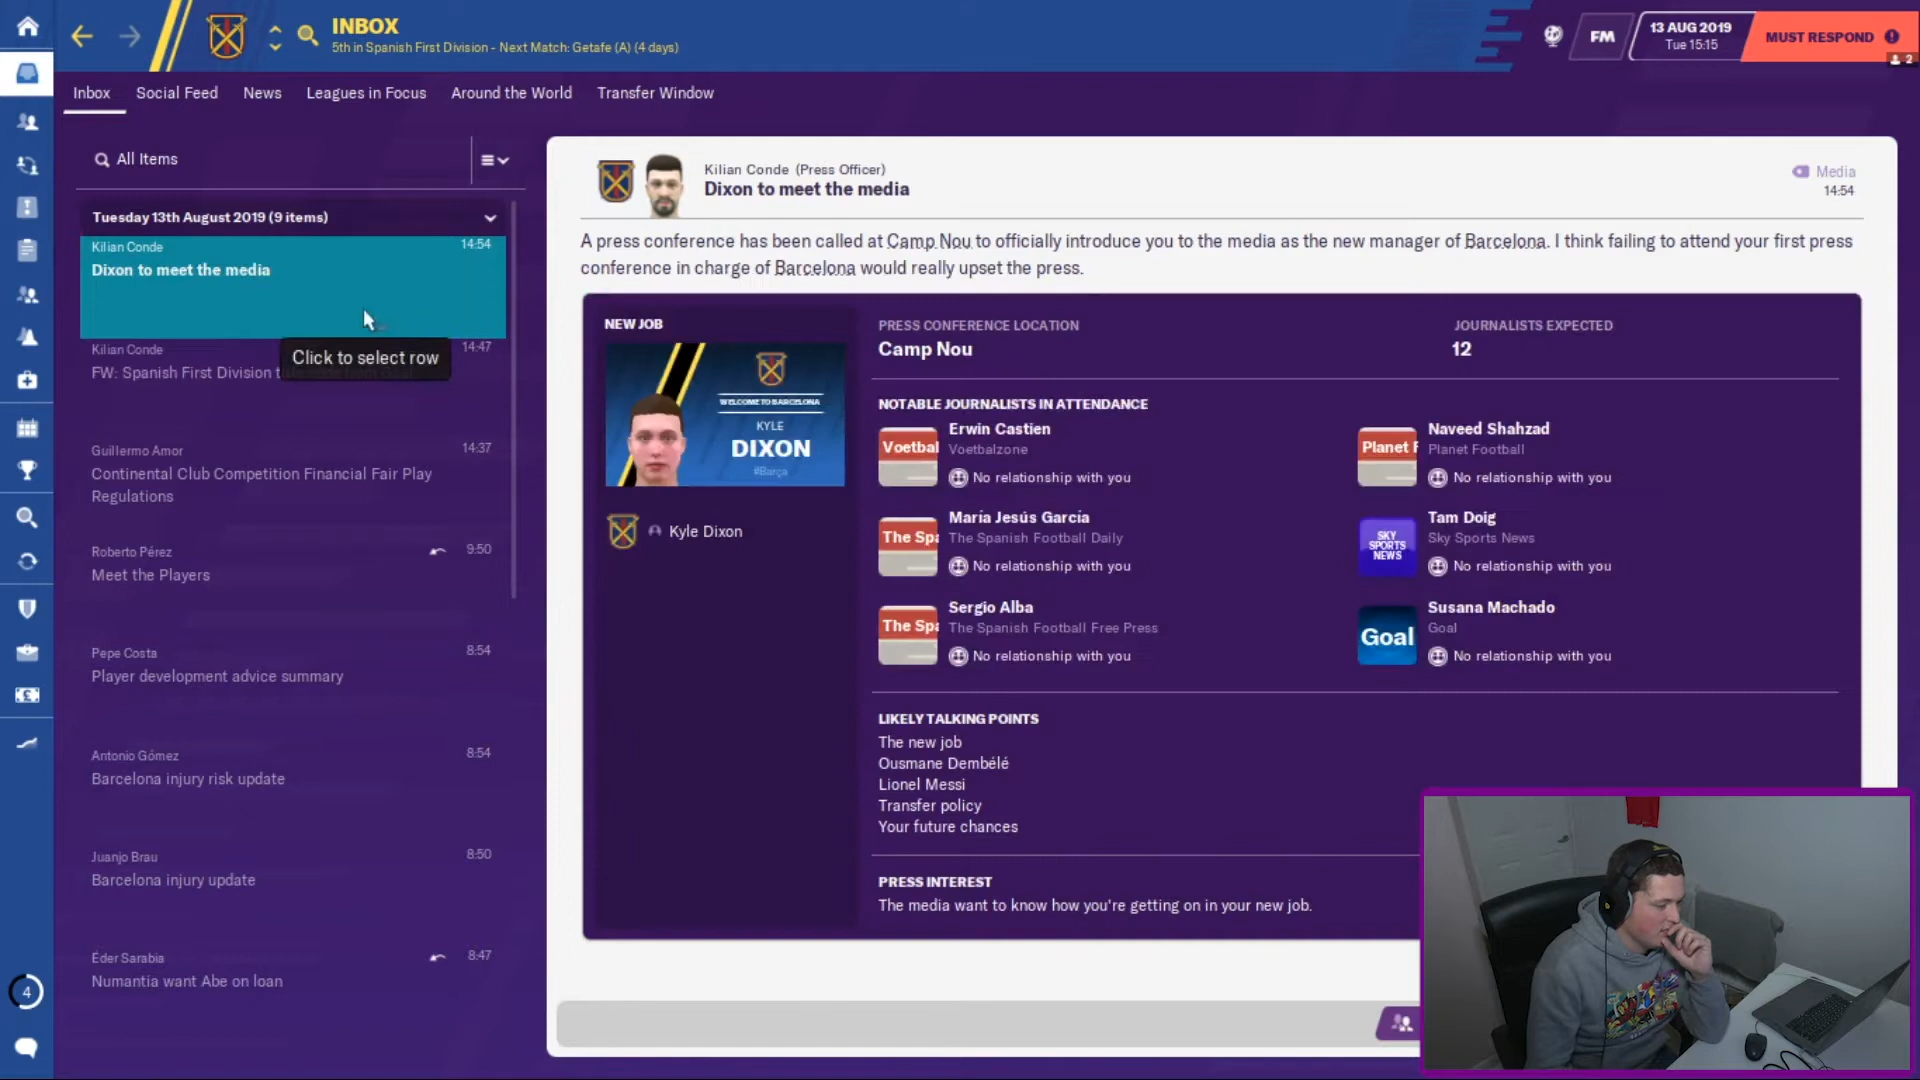 INBOX
5th in Spanish First Division - Next Match: Getafe (A) (4 days)
FM
13 AUG 2019
Tue 15:15
MUST RESPOND
2
Inbox
Social Feed
News
Leagues in Focus
Around the World
Transfer Window
All Items
Tuesday 13th August 2019 (9 items)
Kilian Conde
14:54
Dixon to meet the media
Click to select row
Kilian Conde
14:47
FW: Spanish First Division
Guillermo Amor
14:37
Continental Club Competition Financial Fair Play
Regulations
Roberto Pérez
9:50
Meet the Players
Pepe Costa
8:54
Player development advice summary
Antonio Gómez
8:54
Barcelona injury risk update
Juanjo Brau
8:50
Barcelona injury update
Éder Sarabia
8:47
Numantia want Abe on loan
4
Kilian Conde (Press Officer)
Dixon to meet the media
Media
14:54
A press conference has been called at Camp Nou to officially introduce you to the media as the new manager of Barcelona. I think failing to attend your first press
conference in charge of Barcelona would really upset the press.
NEW JOB
WELCOME TO BARCELONA
KYLE
DIXON
#Barça
Kyle Dixon
PRESS CONFERENCE LOCATION
Camp Nou
JOURNALISTS EXPECTED
12
NOTABLE JOURNALISTS IN ATTENDANCE
Voetbal
Erwin Castien
Voetbalzone
No relationship with you
Planet F
Naveed Shahzad
Planet Football
No relationship with you
The Spa
María Jesús García
The Spanish Football Daily
No relationship with you
SKY
SPORTS
NEWS
Tam Doig
Sky Sports News
No relationship with you
The Spa
Sergio Alba
The Spanish Football Free Press
No relationship with you
Goal
Susana Machado
Goal
No relationship with you
LIKELY TALKING POINTS
The new job
Ousmane Dembélé
Lionel Messi
Transfer policy
Your future chances
PRESS INTEREST
The media want to know how you're getting on in your new job.